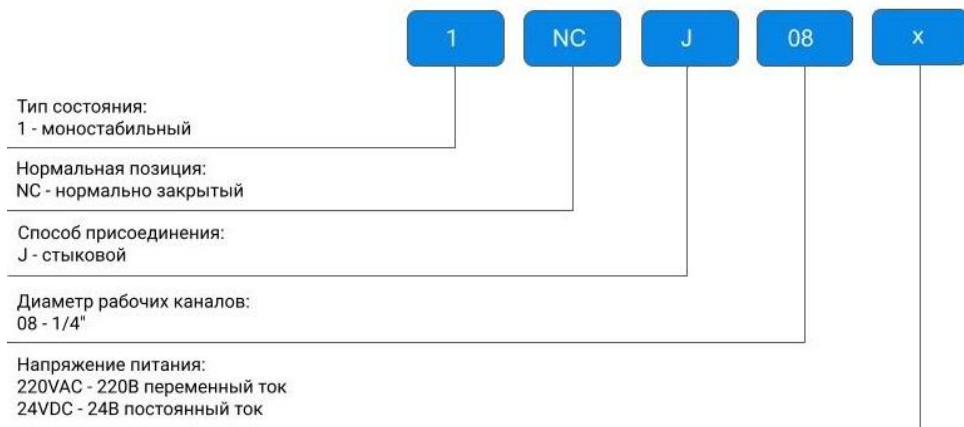 1 NC J 08 x
Тип состояния:
1 - моностабильный
Нормальная позиция:
NC - нормально закрытый
Способ присоединения:
J - стыковой
Диаметр рабочих каналов:
08 - 1/4"
Напряжение питания:
220VAC - 220В переменный ток
24VDC - 24В постоянный ток